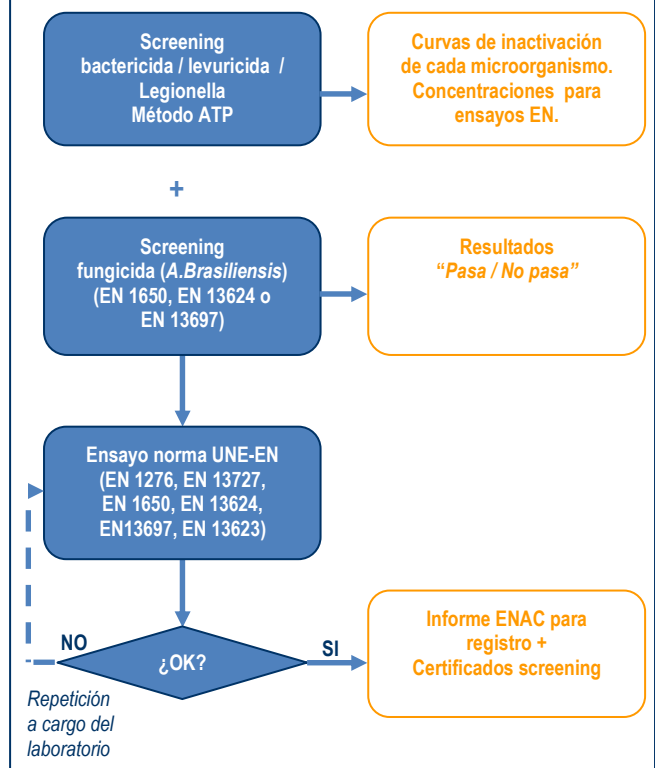 Screening
bactericida / levuricida /
Legionella
Método ATP
Curvas de inactivación
de cada microorganismo.
Concentraciones para
ensayos EN.
+
Screening
fungicida (A.Brasiliensis)
(EN 1650, EN 13624 o
EN 13697)
Resultados
“Pasa / No pasa”
Ensayo norma UNE-EN
(EN 1276, EN 13727,
EN 1650, EN 13624,
EN13697, EN 13623)
NO
¿OK?
SI
Informe ENAC para
registro +
Certificados screening
Repetición
a cargo del
laboratorio